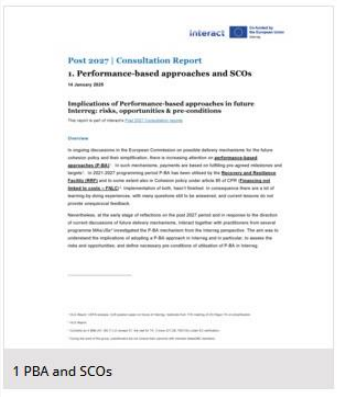 interreg
Co-funded by
the European Union
Interreg
Post 2027 | Consultation Report
1. Performance-based approaches and SCOs
14 January 2025
Implications of Performance-based approaches in future
Interreg: risks, opportunities & pre-conditions
This report is part of Interact's Post 2027 Consultation reports
Overview
In ongoing discussions in the European Commission on possible delivery mechanisms for the future
cohesion policy and their simplification, there is increasing attention on performance-based
approaches (P-BA)¹. In such mechanisms, payments are based on fulfilling pre-agreed milestones and
targets². In 2021-2027 programming period P-BA has been utilised by the Recovery and Resilience
Facility (RRF) and to some extent also in Cohesion policy under article 95 of CPR (Financing not
linked to costs – FNLC)³. Implementation of both, hasn't finished. In consequence there are a lot of
learning by doing experiences, with many questions still to be answered, and current lessons do not
provide unequivocal feedback.
Nevertheless, at the early stage of reflections on the post 2027 period and in response to the direction
of current discussions of future delivery mechanisms, Interact together with practitioners from several
programme MAs/JSs⁴ investigated the P-BA mechanism from the Interreg perspective. The aim was to
understand the implications of adopting a P-BA approach in Interreg and in particular, to assess the
risks and opportunities, and define necessary pre-conditions of utilisation of P-BA in Interreg.
1 PBA and SCOs